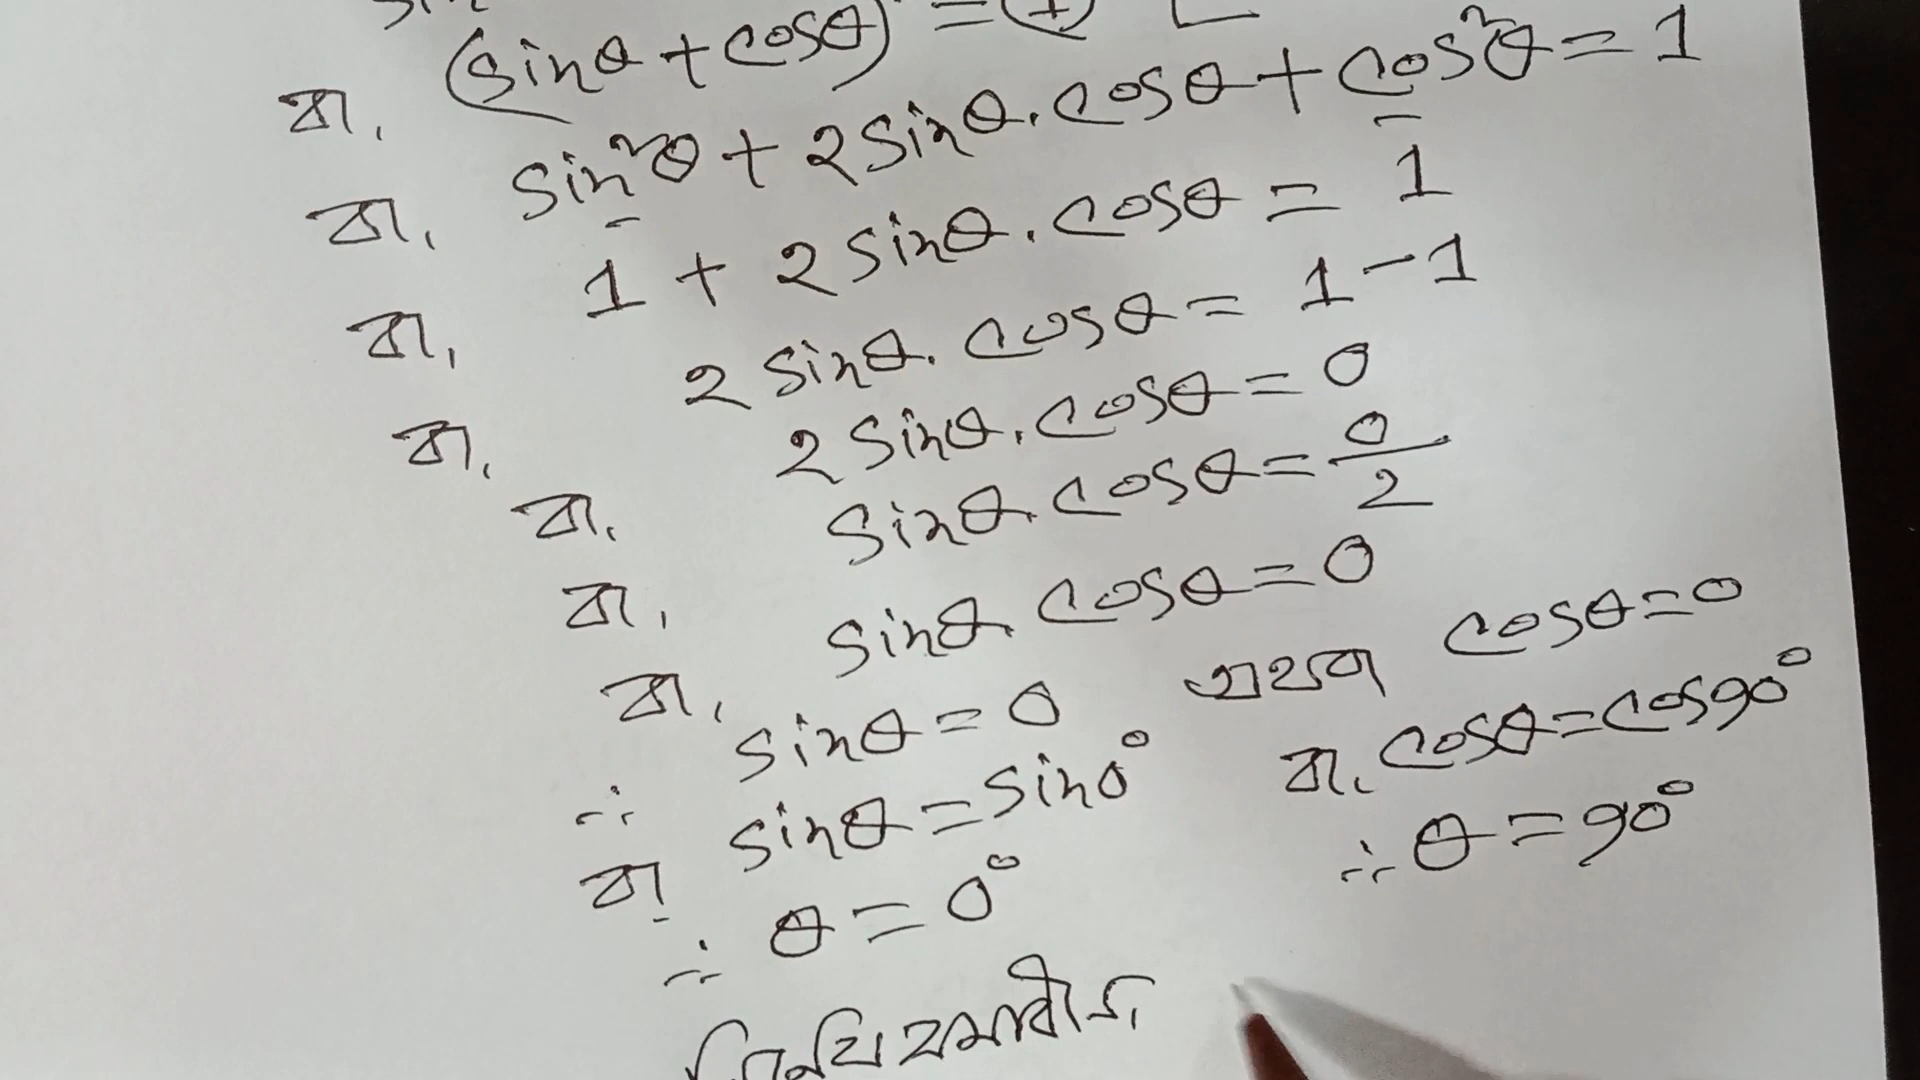 বা, (sinθ + cosθ)² = (1)²
বা, sin²θ + 2sinθ.cosθ + cos²θ = 1
বা, 1 + 2sinθ.cosθ = 1
বা, 2sinθ.cosθ = 1-1
বা, 2sinθ.cosθ = 0
বা, sinθ.cosθ = 0/2
বা, sinθ.cosθ = 0
∴ sinθ = 0 অথবা cosθ = 0
বা, sinθ = sin0° বা, cosθ = cos90°
∴ θ = 0° ∴ θ = 90°